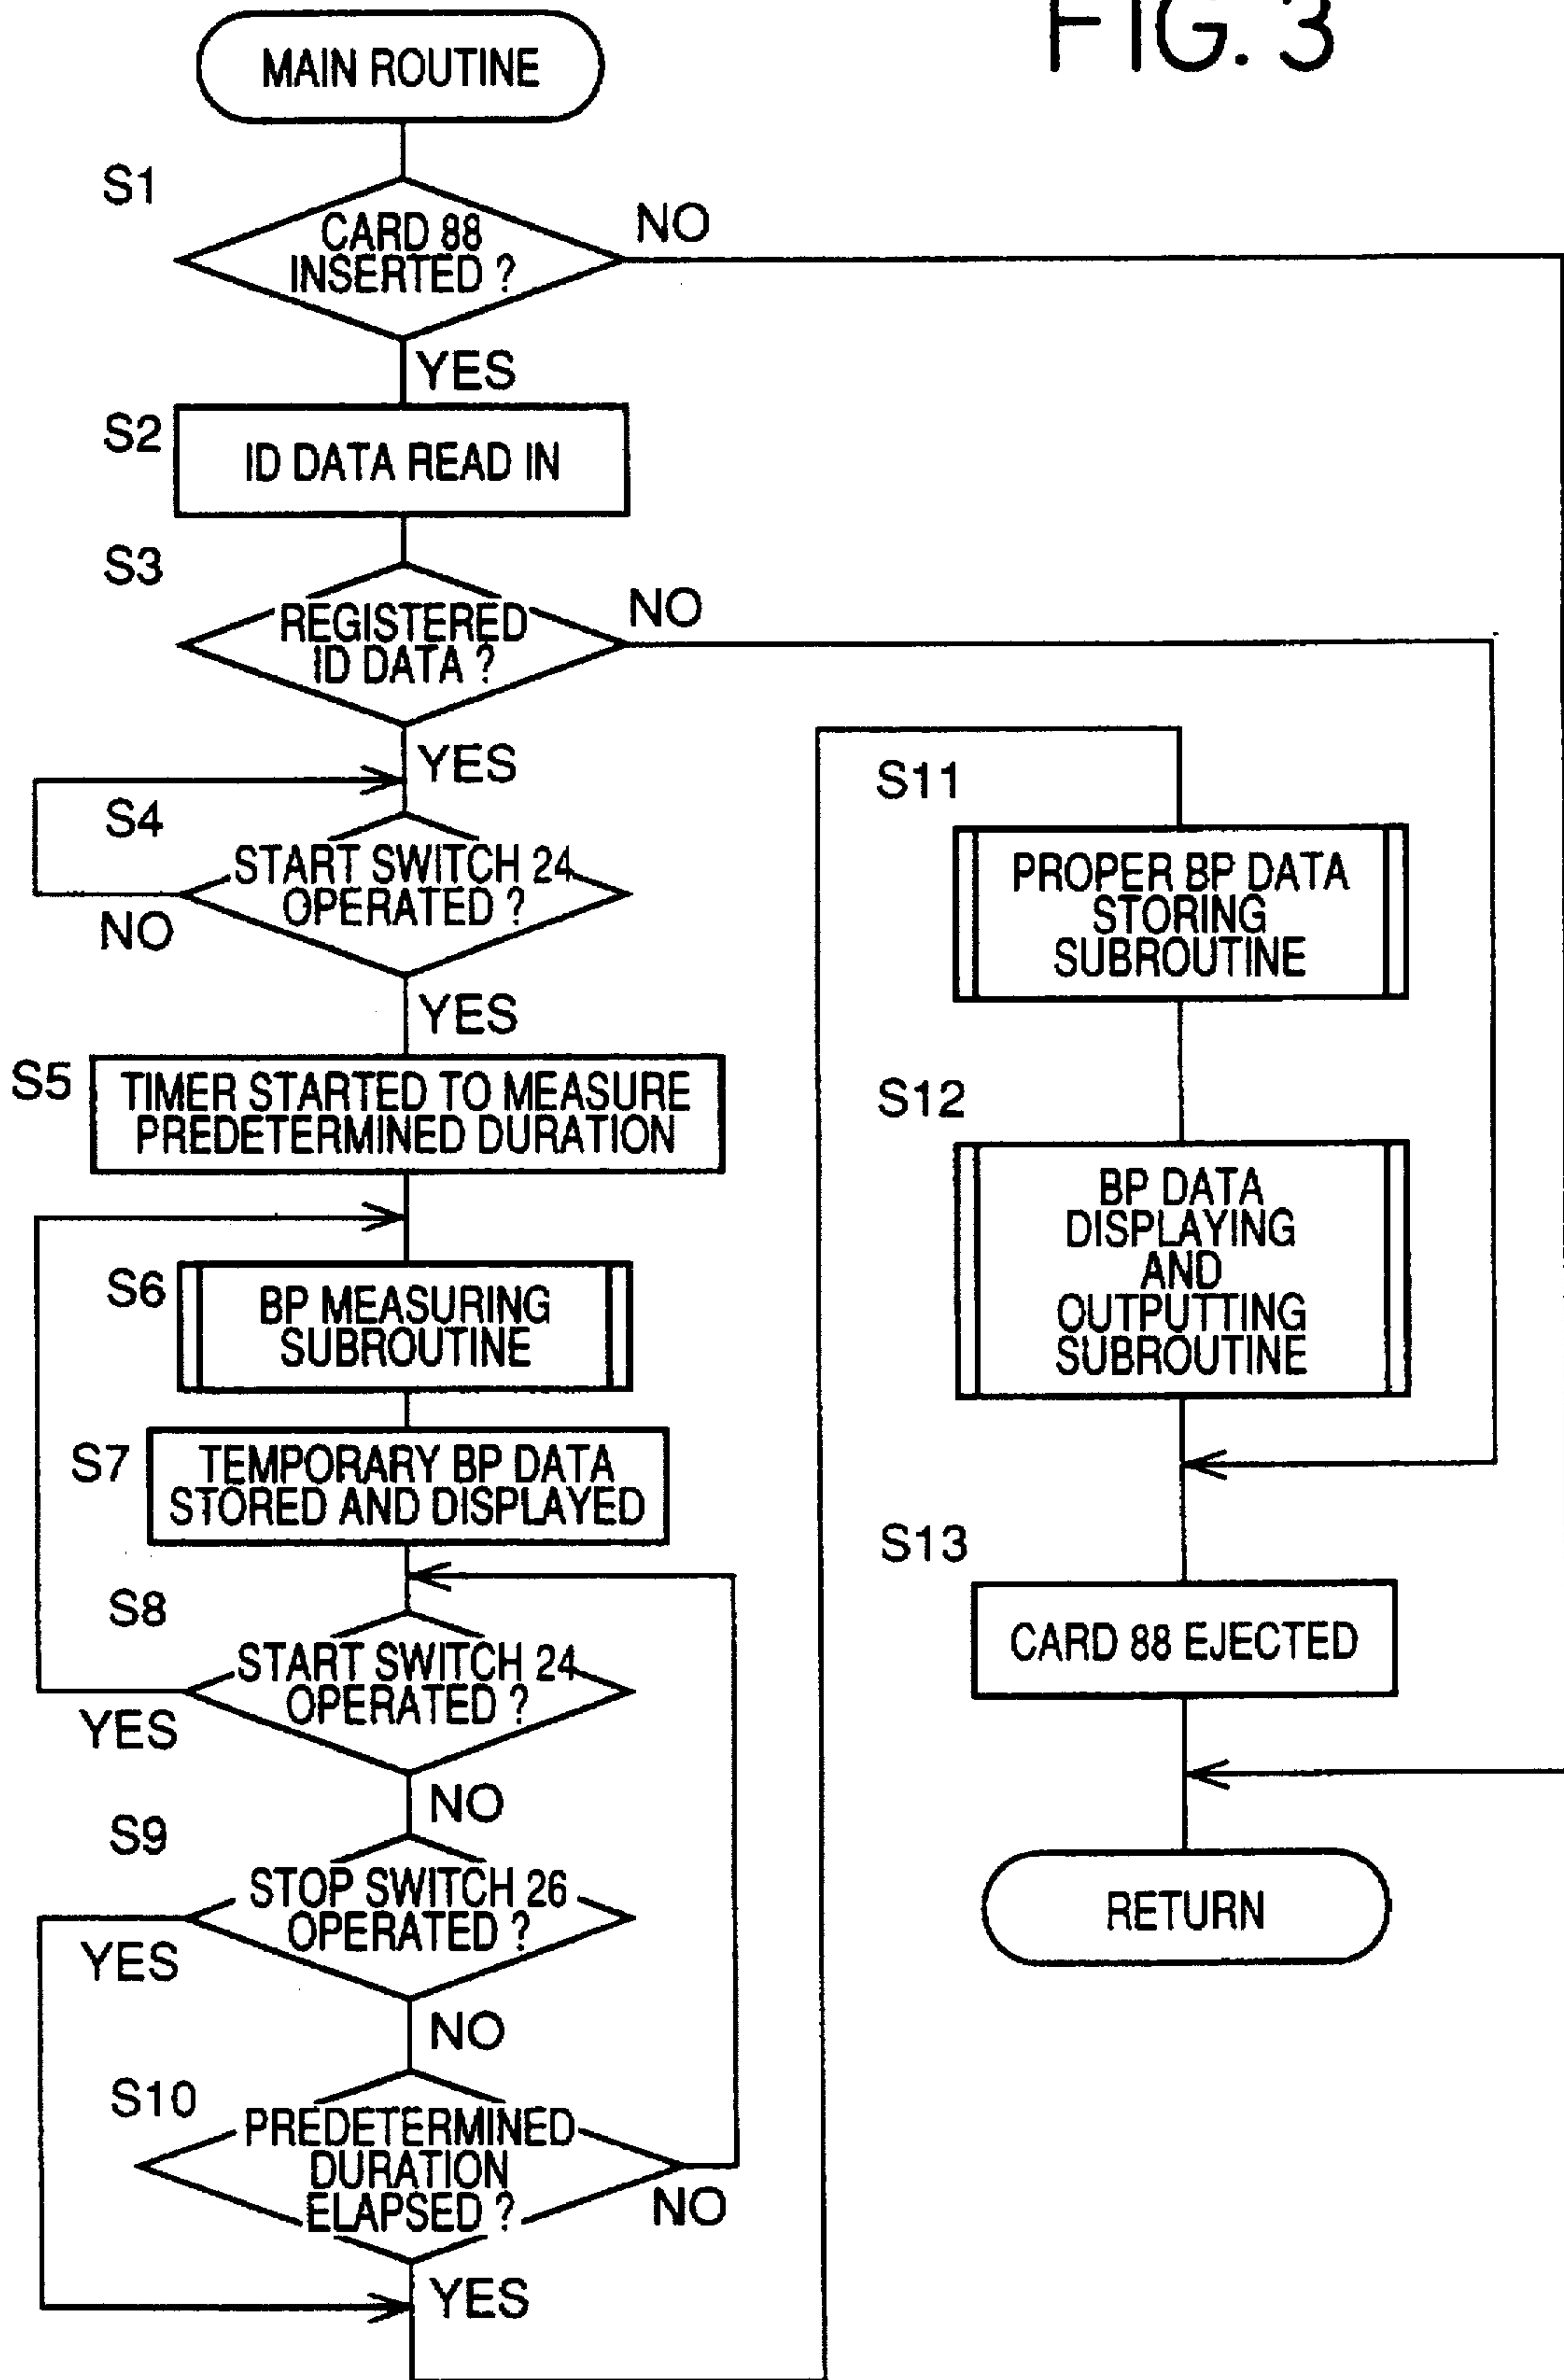 FIG. 3
MAIN ROUTINE
S1
CARD 88
INSERTED ?
NO
YES
S2
ID DATA READ IN
S3
REGISTERED
ID DATA ?
NO
YES
S4
START SWITCH 24
OPERATED ?
NO
YES
S5
TIMER STARTED TO MEASURE
PREDETERMINED DURATION
S6
BP MEASURING
SUBROUTINE
S7
TEMPORARY BP DATA
STORED AND DISPLAYED
S8
START SWITCH 24
OPERATED ?
YES
NO
S9
STOP SWITCH 26
OPERATED ?
YES
NO
S10
PREDETERMINED
DURATION
ELAPSED ?
NO
YES
S11
PROPER BP DATA
STORING
SUBROUTINE
S12
BP DATA
DISPLAYING
AND
OUTPUTTING
SUBROUTINE
S13
CARD 88 EJECTED
RETURN